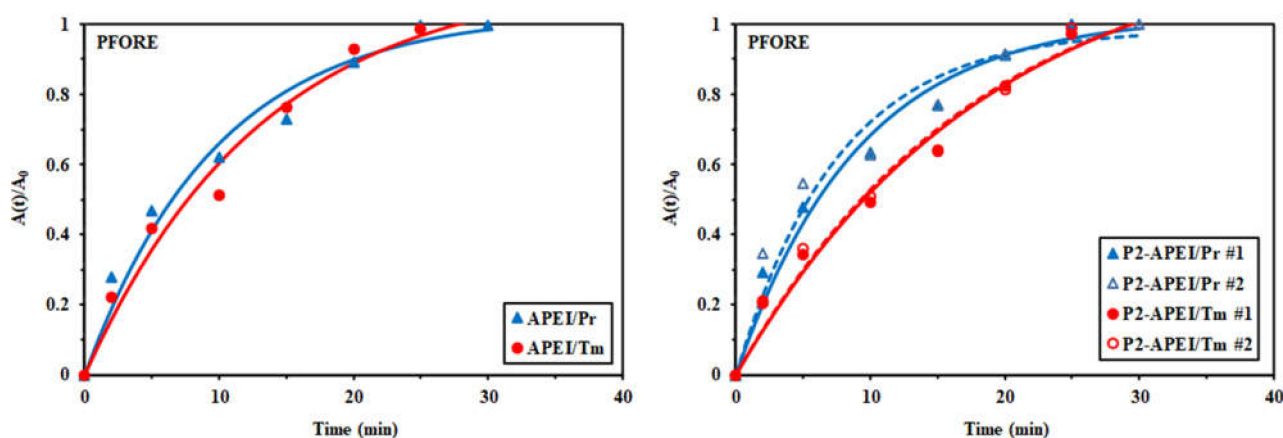 PFORE
A(t)/A0
1
0.8
0.6
0.4
0.2
0
0 10 20 30 40
Time (min)
APEI/Pr
APEI/Tm
PFORE
A(t)/A0
1
0.8
0.6
0.4
0.2
0
0 10 20 30 40
Time (min)
P2-APEI/Pr #1
P2-APEI/Pr #2
P2-APEI/Tm #1
P2-APEI/Tm #2